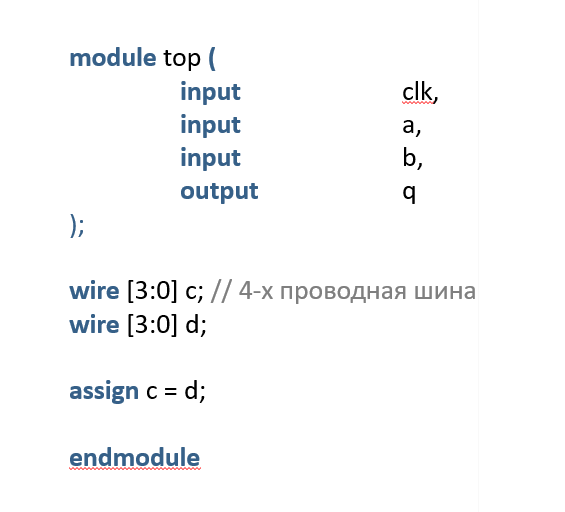 module top (
input clk,
input a,
input b,
output q
);
wire [3:0] c; // 4-х проводная шина
wire [3:0] d;
assign c = d;
endmodule